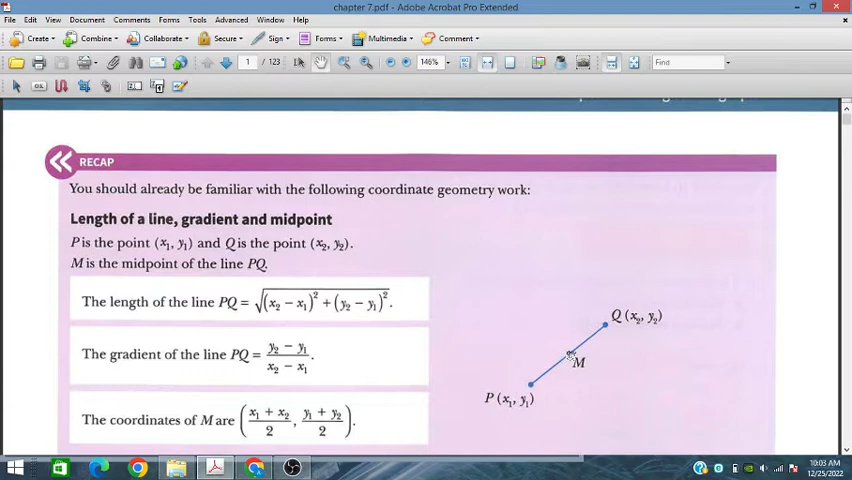 chapter 7.pdf - Adobe Acrobat Pro Extended
File Edit View Document Comments Forms Tools Advanced Window Help
Create Combine Collaborate Secure Sign Forms Multimedia Comment
1 / 123 146% Find
RECAP
You should already be familiar with the following coordinate geometry work:
Length of a line, gradient and midpoint
P is the point (x₁, y₁) and Q is the point (x₂, y₂).
M is the midpoint of the line PQ.
The length of the line PQ = √((x₂ − x₁)² + (y₂ − y₁)²).
The gradient of the line PQ = (y₂ − y₁)/(x₂ − x₁).
The coordinates of M are ((x₁ + x₂)/2, (y₁ + y₂)/2).
Q (x₂, y₂)
M
P (x₁, y₁)
10:03 AM
12/25/2022